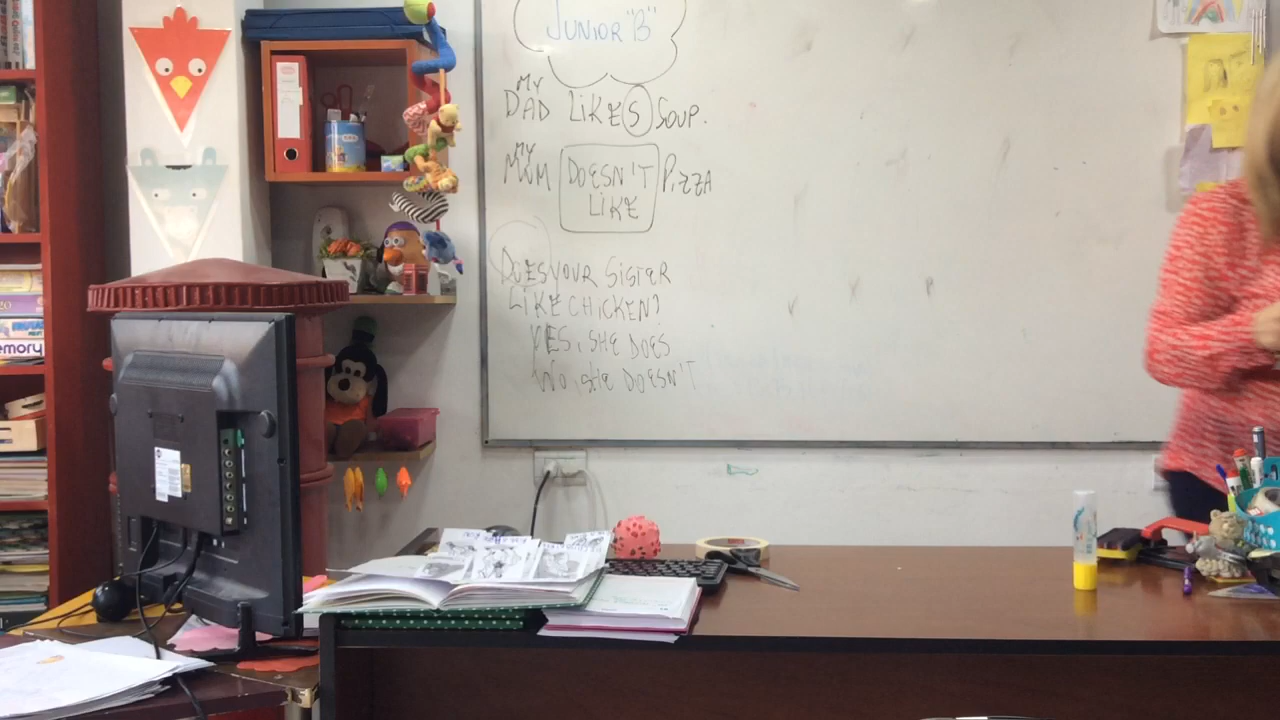 JUNIOR "B"
MY
DAD LIKES SOUP.
MY
MUM DOESN'T PIZZA
LIKE
DOES YOUR SISTER
LIKE CHICKEN?
YES, SHE DOES
NO, SHE DOESN'T
emory